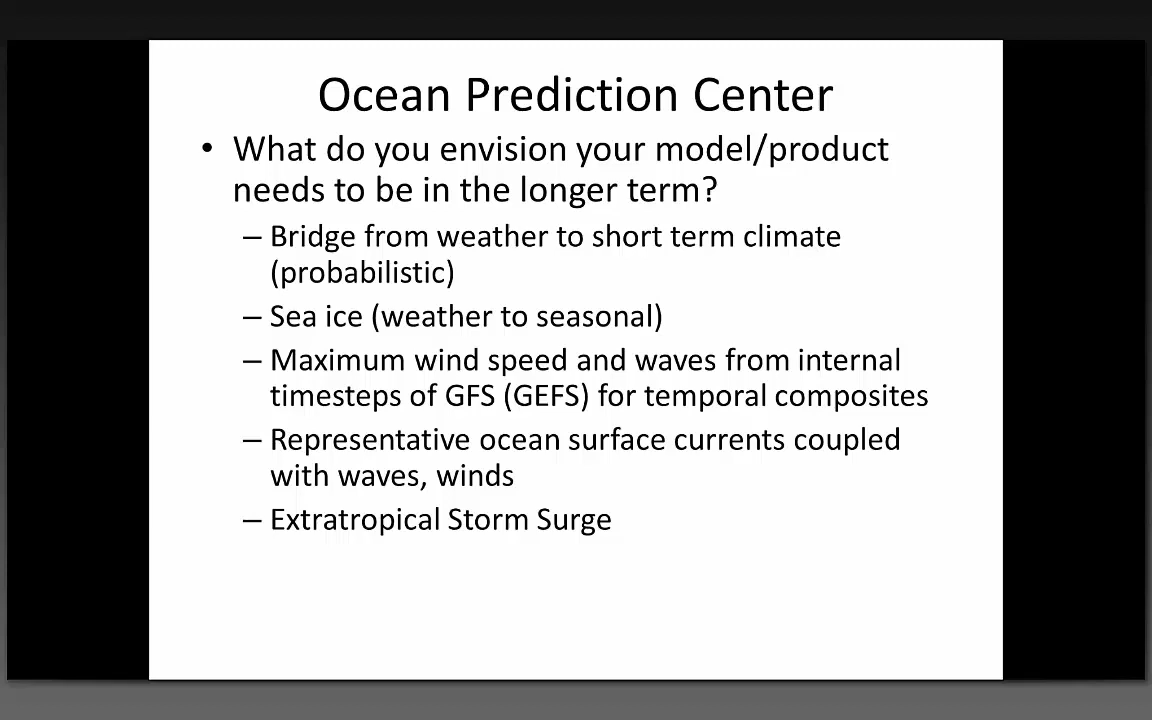 Ocean Prediction Center
• What do you envision your model/product
needs to be in the longer term?
– Bridge from weather to short term climate
(probabilistic)
– Sea ice (weather to seasonal)
– Maximum wind speed and waves from internal
timesteps of GFS (GEFS) for temporal composites
– Representative ocean surface currents coupled
with waves, winds
– Extratropical Storm Surge